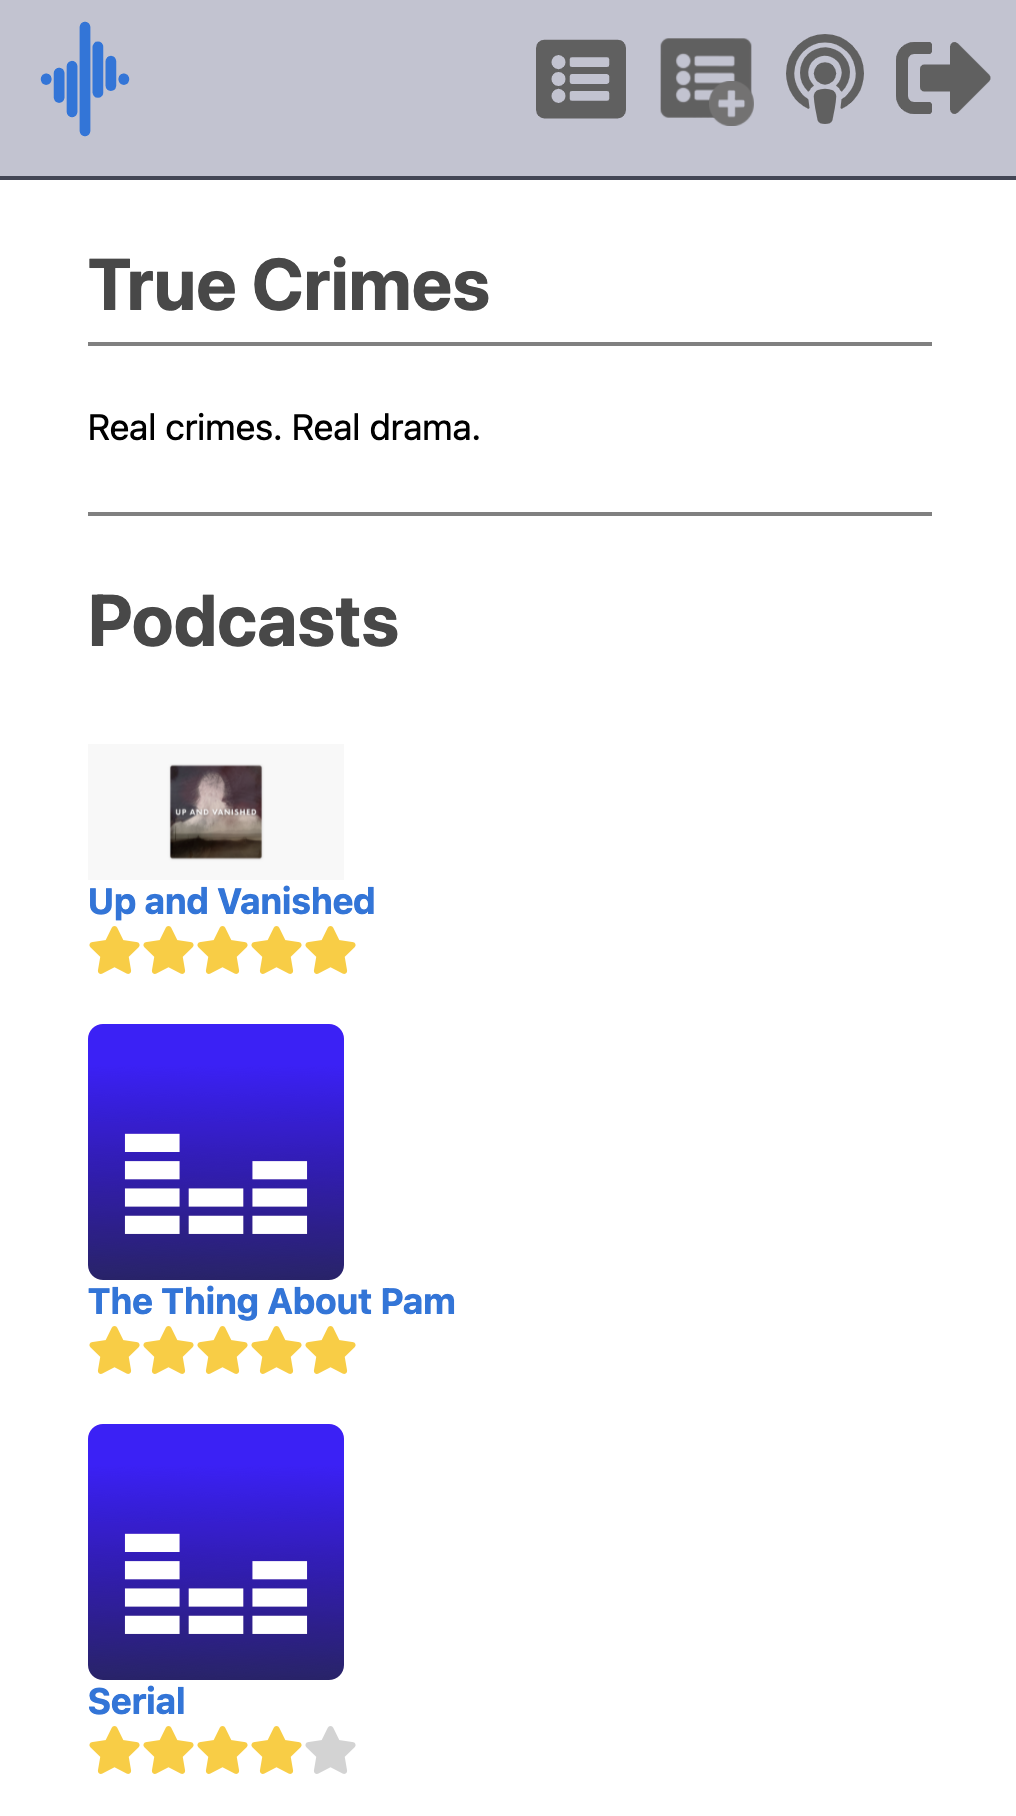 True Crimes
Real crimes. Real drama.
Podcasts
UP AND VANISHED
Up and Vanished
The Thing About Pam
Serial